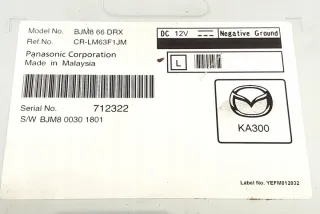 Model No. BJM8 66 DRX
Ref.No. CR-LM63F1JM
Panasonic Corporation
Made in Malaysia
DC 12V Negative Ground
L
Serial No. 712322
S/W BJM8 0030 1801
KA300
Label No. YEFM012032